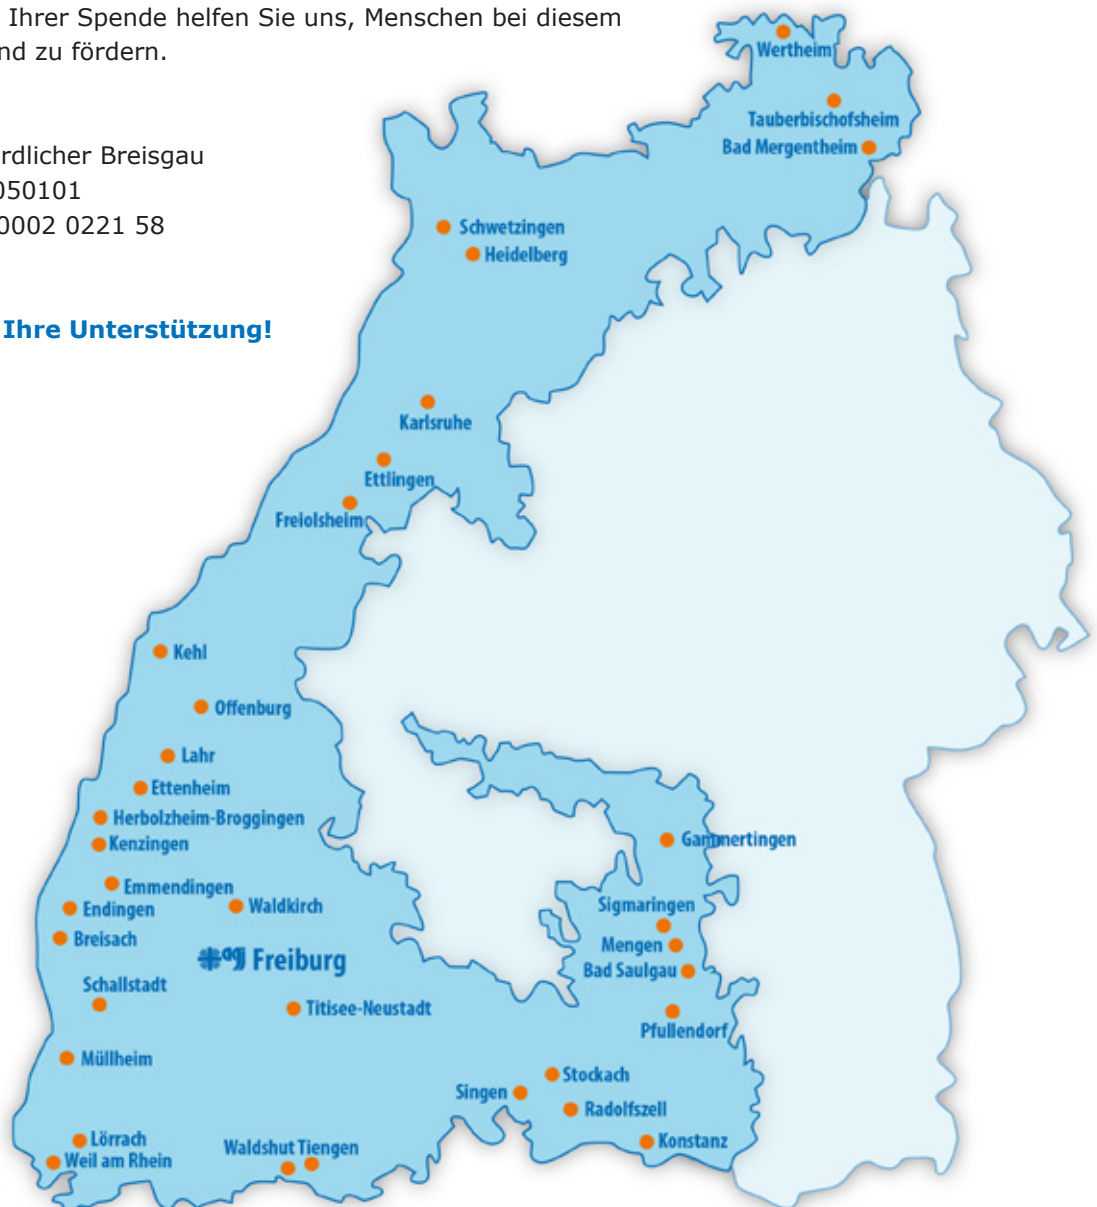 Ihrer Spende helfen Sie uns, Menschen bei diesem
nd zu fördern.
rdlicher Breisgau
050101
0002 0221 58
Ihre Unterstützung!
Wertheim
Tauberbischofsheim
Bad Mergentheim
Schwetzingen
Heidelberg
Karlsruhe
Ettlingen
Freiolsheim
Kehl
Offenburg
Lahr
Ettenheim
Herbolzheim-Broggingen
Kenzingen
Gammertingen
Emmendingen
Endingen
Waldkirch
Sigmaringen
Breisach
Mengen
agj Freiburg
Bad Saulgau
Schallstadt
Titisee-Neustadt
Pfullendorf
Müllheim
Stockach
Singen
Radolfszell
Lörrach
Konstanz
Waldshut Tiengen
Weil am Rhein